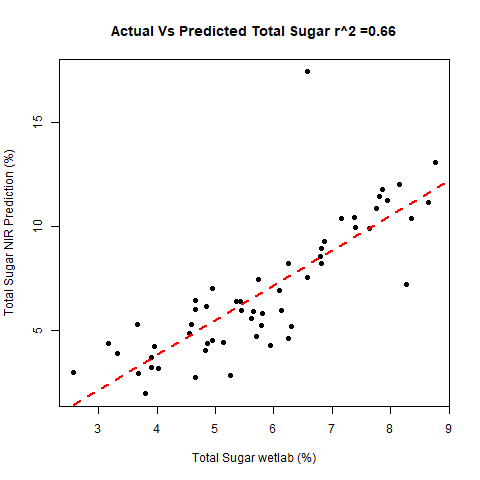 Actual Vs Predicted Total Sugar r^2 =0.66
Total Sugar NIR Prediction (%)
15
10
5
3 4 5 6 7 8 9
Total Sugar wetlab (%)